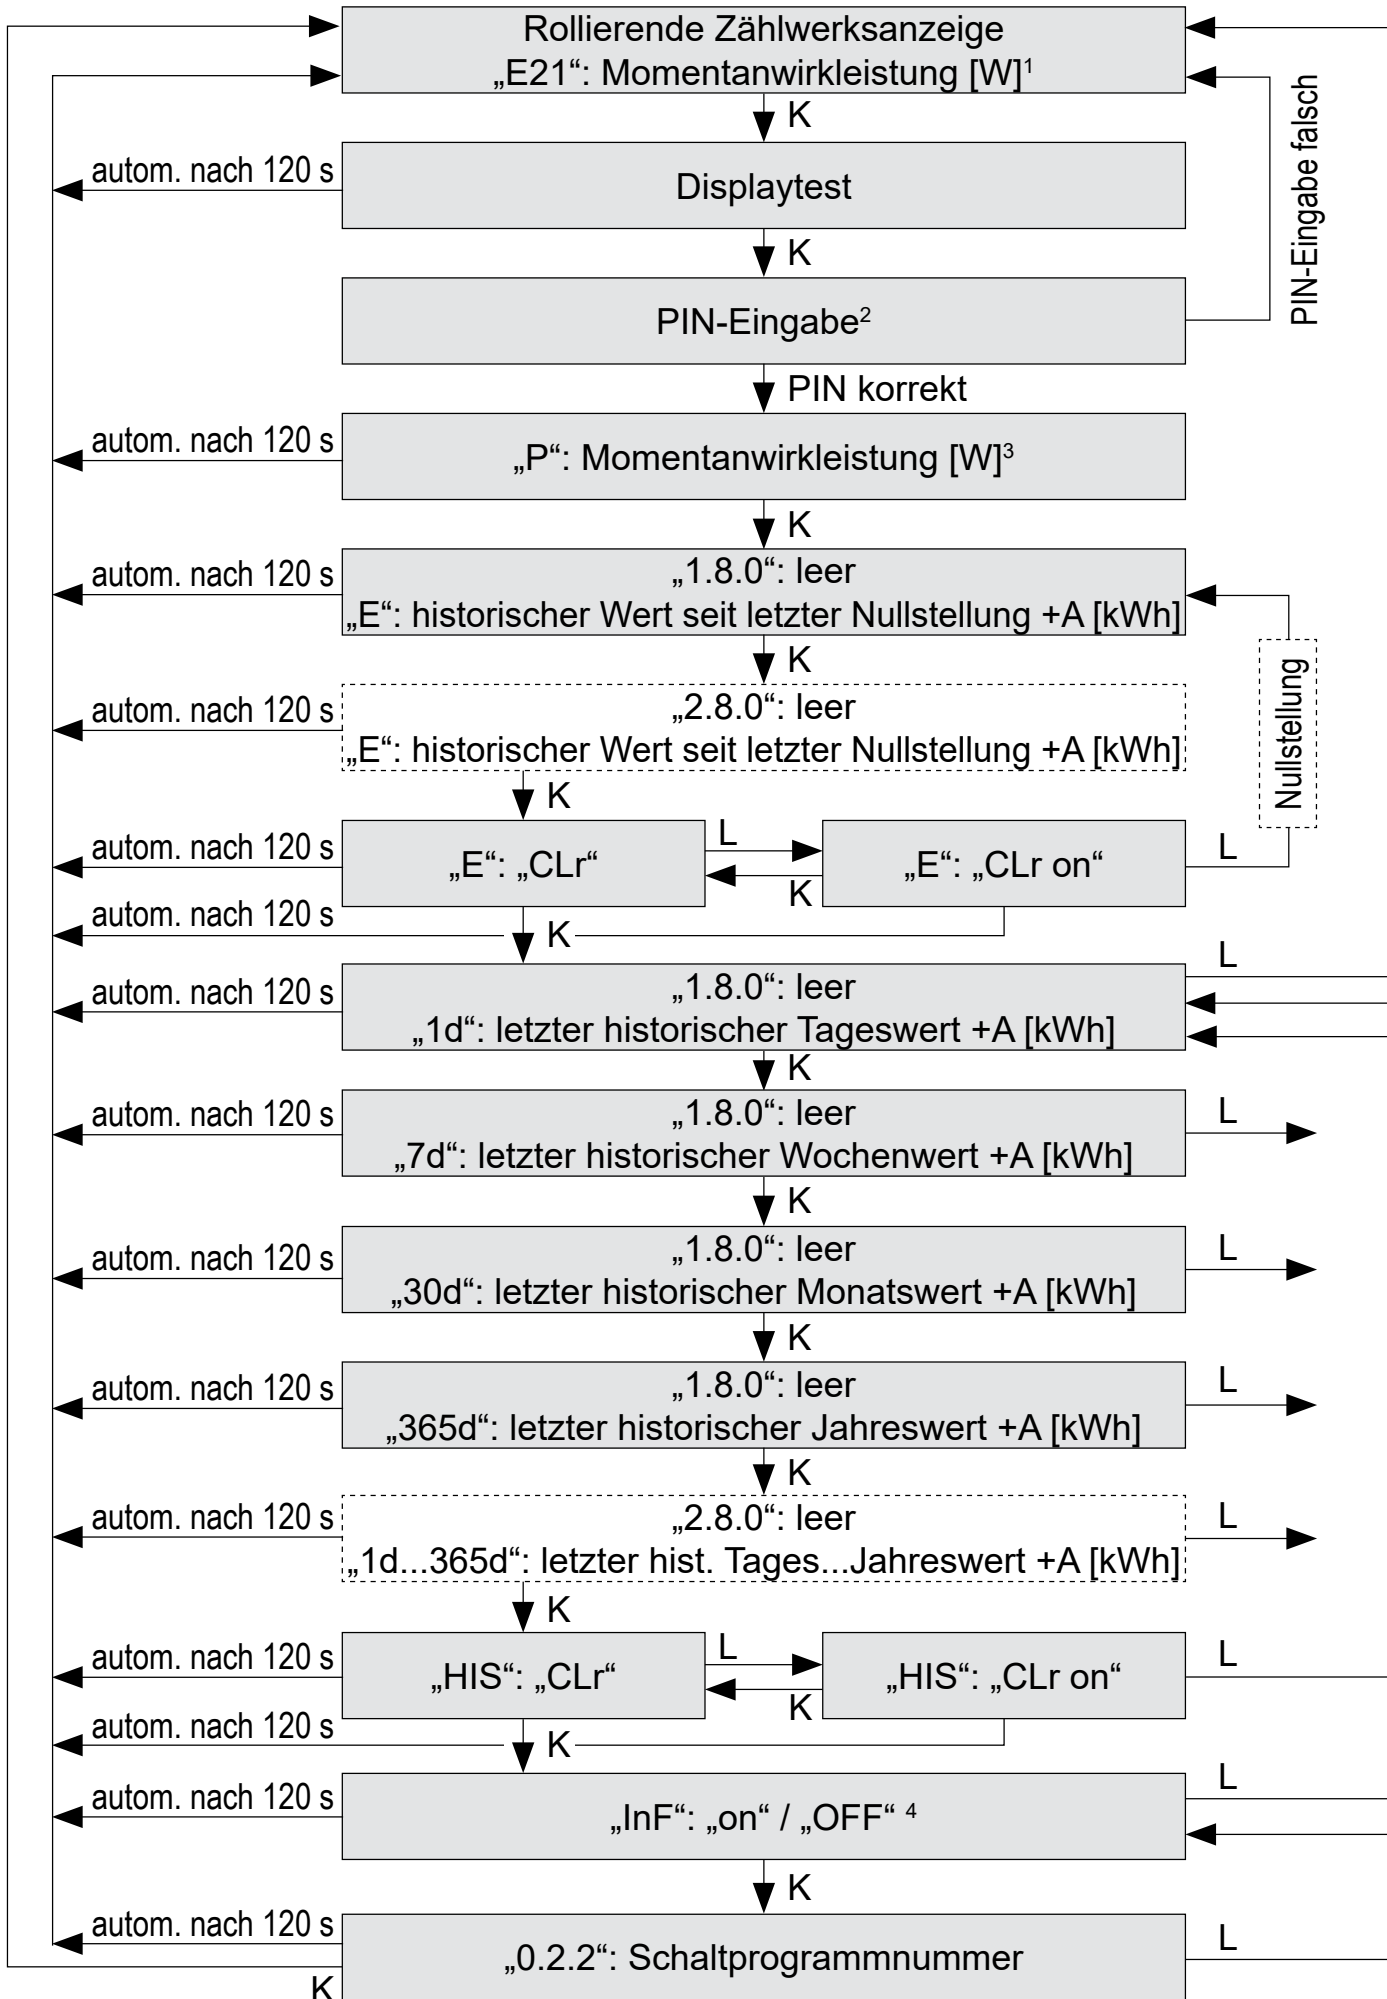 Rollierende Zählwerksanzeige
„E21“: Momentanwirkleistung [W]¹
K
PIN-Eingabe falsch
autom. nach 120 s
Displaytest
K
PIN-Eingabe²
PIN korrekt
autom. nach 120 s
„P“: Momentanwirkleistung [W]³
K
autom. nach 120 s
„1.8.0“: leer
„E“: historischer Wert seit letzter Nullstellung +A [kWh]
K
Nullstellung
autom. nach 120 s
„2.8.0“: leer
„E“: historischer Wert seit letzter Nullstellung +A [kWh]
K
autom. nach 120 s
„E“: „CLr“
L
K
„E“: „CLr on“
L
autom. nach 120 s
K
L
autom. nach 120 s
„1.8.0“: leer
„1d“: letzter historischer Tageswert +A [kWh]
K
autom. nach 120 s
„1.8.0“: leer
„7d“: letzter historischer Wochenwert +A [kWh]
L
K
autom. nach 120 s
„1.8.0“: leer
„30d“: letzter historischer Monatswert +A [kWh]
L
K
autom. nach 120 s
„1.8.0“: leer
„365d“: letzter historischer Jahreswert +A [kWh]
L
K
autom. nach 120 s
„2.8.0“: leer
„1d...365d“: letzter hist. Tages...Jahreswert +A [kWh]
L
K
autom. nach 120 s
„HIS“: „CLr“
L
K
„HIS“: „CLr on“
L
autom. nach 120 s
K
L
autom. nach 120 s
„InF“: „on“ / „OFF“ ⁴
K
autom. nach 120 s
„0.2.2“: Schaltprogrammnummer
L
K